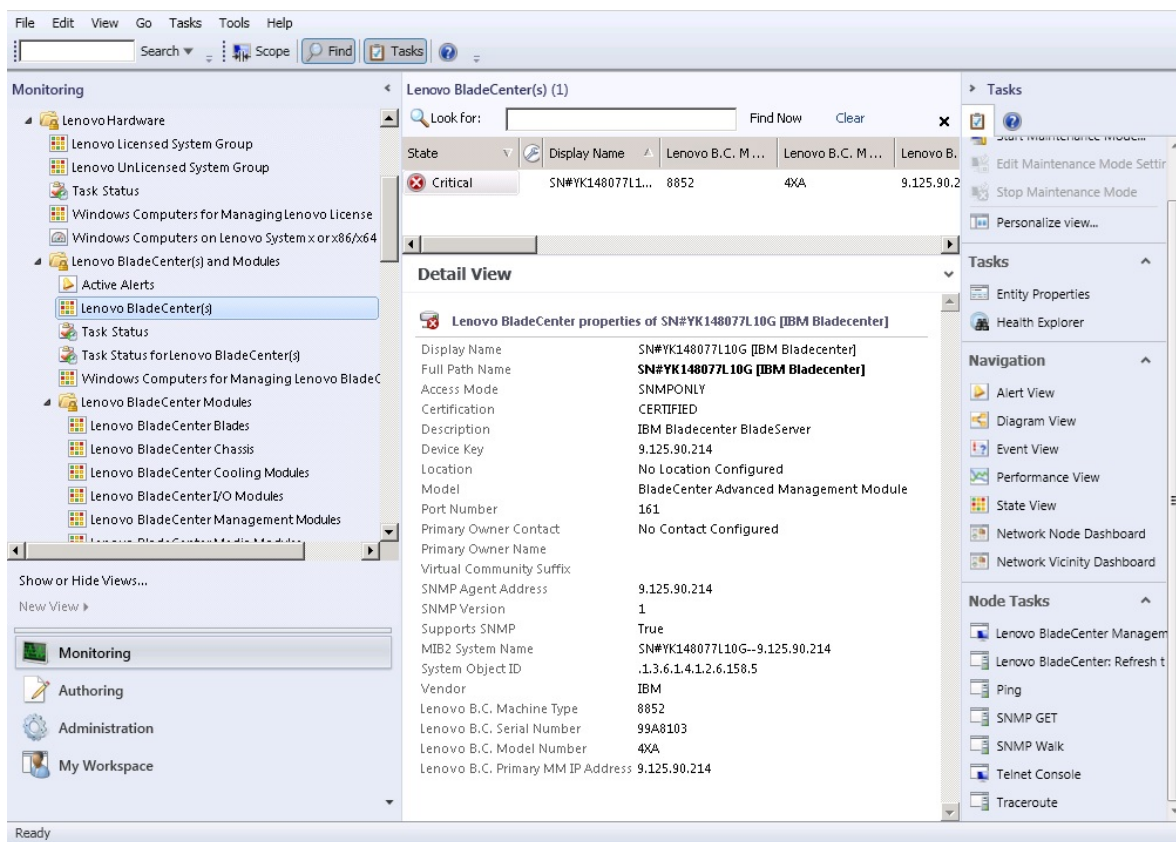 File Edit View Go Tasks Tools Help
Search Scope Find Tasks
Monitoring
Lenovo Hardware
Lenovo Licensed System Group
Lenovo UnLicensed System Group
Task Status
Windows Computers for Managing Lenovo License
Windows Computers on Lenovo System x or x86/x64
Lenovo BladeCenter(s) and Modules
Active Alerts
Lenovo BladeCenter(s)
Task Status
Task Status for Lenovo BladeCenter(s)
Windows Computers for Managing Lenovo BladeC
Lenovo BladeCenter Modules
Lenovo BladeCenter Blades
Lenovo BladeCenter Chassis
Lenovo BladeCenter Cooling Modules
Lenovo BladeCenter I/O Modules
Lenovo BladeCenter Management Modules
Show or Hide Views...
New View
Monitoring
Authoring
Administration
My Workspace
Lenovo BladeCenter(s) (1)
Look for: Find Now Clear
State Display Name Lenovo B.C. M... Lenovo B.C. M... Lenovo B.
Critical SN#YK148077L1... 8852 4XA 9.125.90.2
Detail View
Lenovo BladeCenter properties of SN#YK148077L10G [IBM Bladecenter]
Display Name SN#YK148077L10G [IBM Bladecenter]
Full Path Name SN#YK148077L10G [IBM Bladecenter]
Access Mode SNMPONLY
Certification CERTIFIED
Description IBM Bladecenter BladeServer
Device Key 9.125.90.214
Location No Location Configured
Model BladeCenter Advanced Management Module
Port Number 161
Primary Owner Contact No Contact Configured
Primary Owner Name
Virtual Community Suffix
SNMP Agent Address 9.125.90.214
SNMP Version 1
Supports SNMP True
MIB2 System Name SN#YK148077L10G--9.125.90.214
System Object ID .1.3.6.1.4.1.2.6.158.5
Vendor IBM
Lenovo B.C. Machine Type 8852
Lenovo B.C. Serial Number 99A8103
Lenovo B.C. Model Number 4XA
Lenovo B.C. Primary MM IP Address 9.125.90.214
Tasks
Start Maintenance Mode...
Edit Maintenance Mode Settin
Stop Maintenance Mode
Personalize view...
Tasks
Entity Properties
Health Explorer
Navigation
Alert View
Diagram View
Event View
Performance View
State View
Network Node Dashboard
Network Vicinity Dashboard
Node Tasks
Lenovo BladeCenter Managem
Lenovo BladeCenter: Refresh t
Ping
SNMP GET
SNMP Walk
Telnet Console
Traceroute
Ready